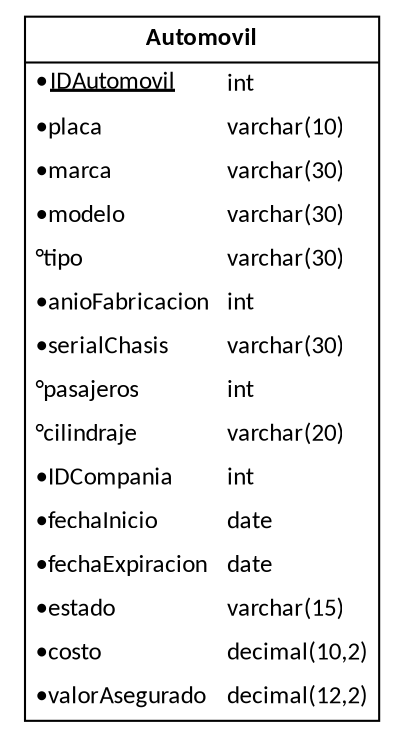 Automovil
•IDAutomovil int
•placa varchar(10)
•marca varchar(30)
•modelo varchar(30)
°tipo varchar(30)
•anioFabricacion int
•serialChasis varchar(30)
°pasajeros int
°cilindraje varchar(20)
•IDCompania int
•fechaInicio date
•fechaExpiracion date
•estado varchar(15)
•costo decimal(10,2)
•valorAsegurado decimal(12,2)